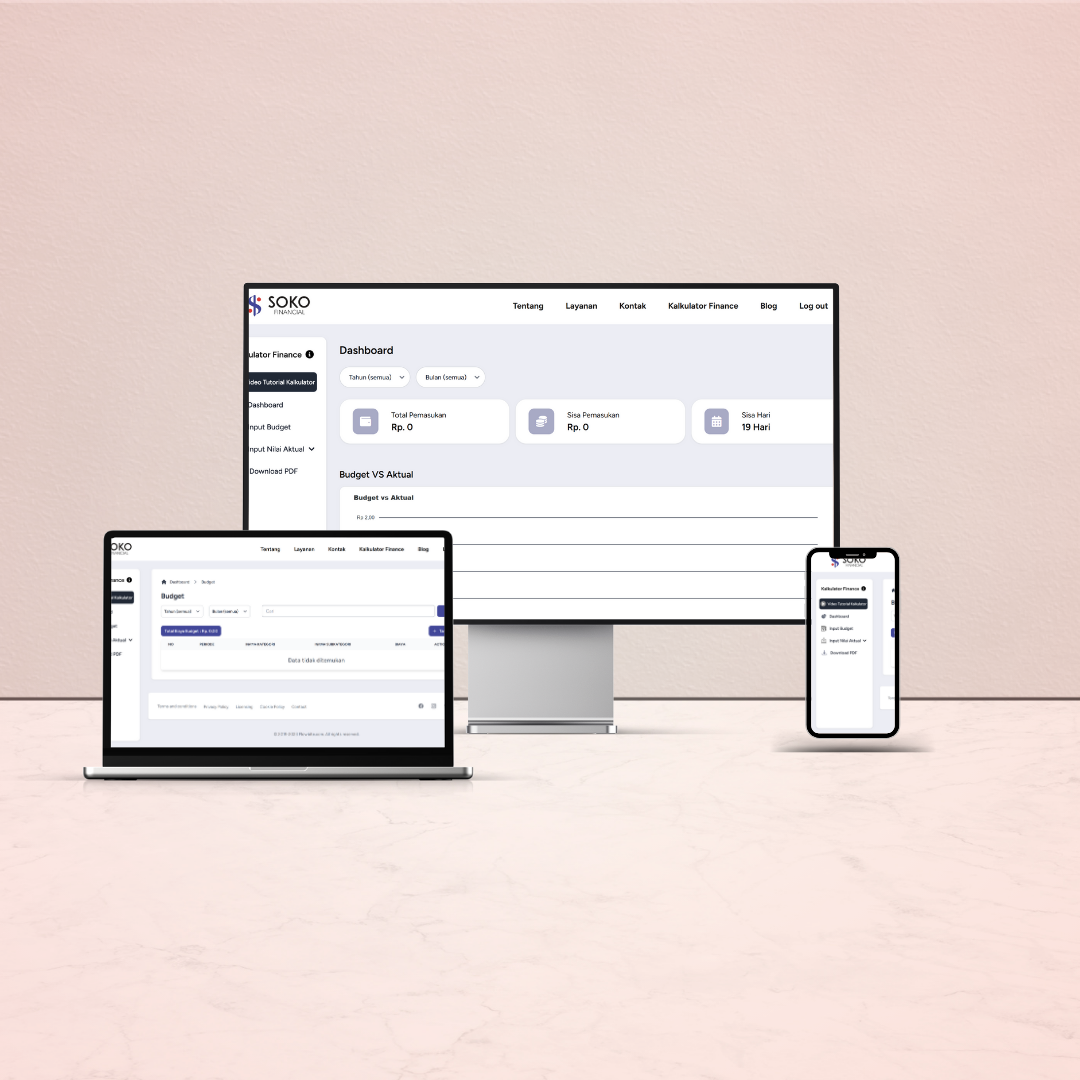 SOKO
FINANCIAL
Tentang Layanan Kontak Kalkulator Finance Blog Log out
ulator Finance
ideo Tutorial Kalkulator
Dashboard
nput Budget
nput Nilai Aktual
Download PDF
Dashboard
Tahun (semua) Bulan (semua)
Total Pemasukan
Rp. 0
Sisa Pemasukan
Rp. 0
Sisa Hari
19 Hari
Budget VS Aktual
Budget vs Aktual
Rp 2,00
OKO
Tentang Layanan Kontak Kalkulator Finance Blog
Dashboard > Budget
Budget
Tahun (semua) Bulan (semua) Cari
Total Biaya Budget : Rp. 0,00
NO PERIODE NAMA KATEGORI NAMA SUBKATEGORI BIAYA
Data tidak ditemukan
Terms and conditions Privacy Policy Licensing Cookie Policy Contact
nance
Kalkulator
Aktual
PDF
SOKO
FINANCIAL
Kalkulator Finance
Video Tutorial Kalkulator
Dashboard
Input Budget
Input Nilai Aktual
Download PDF